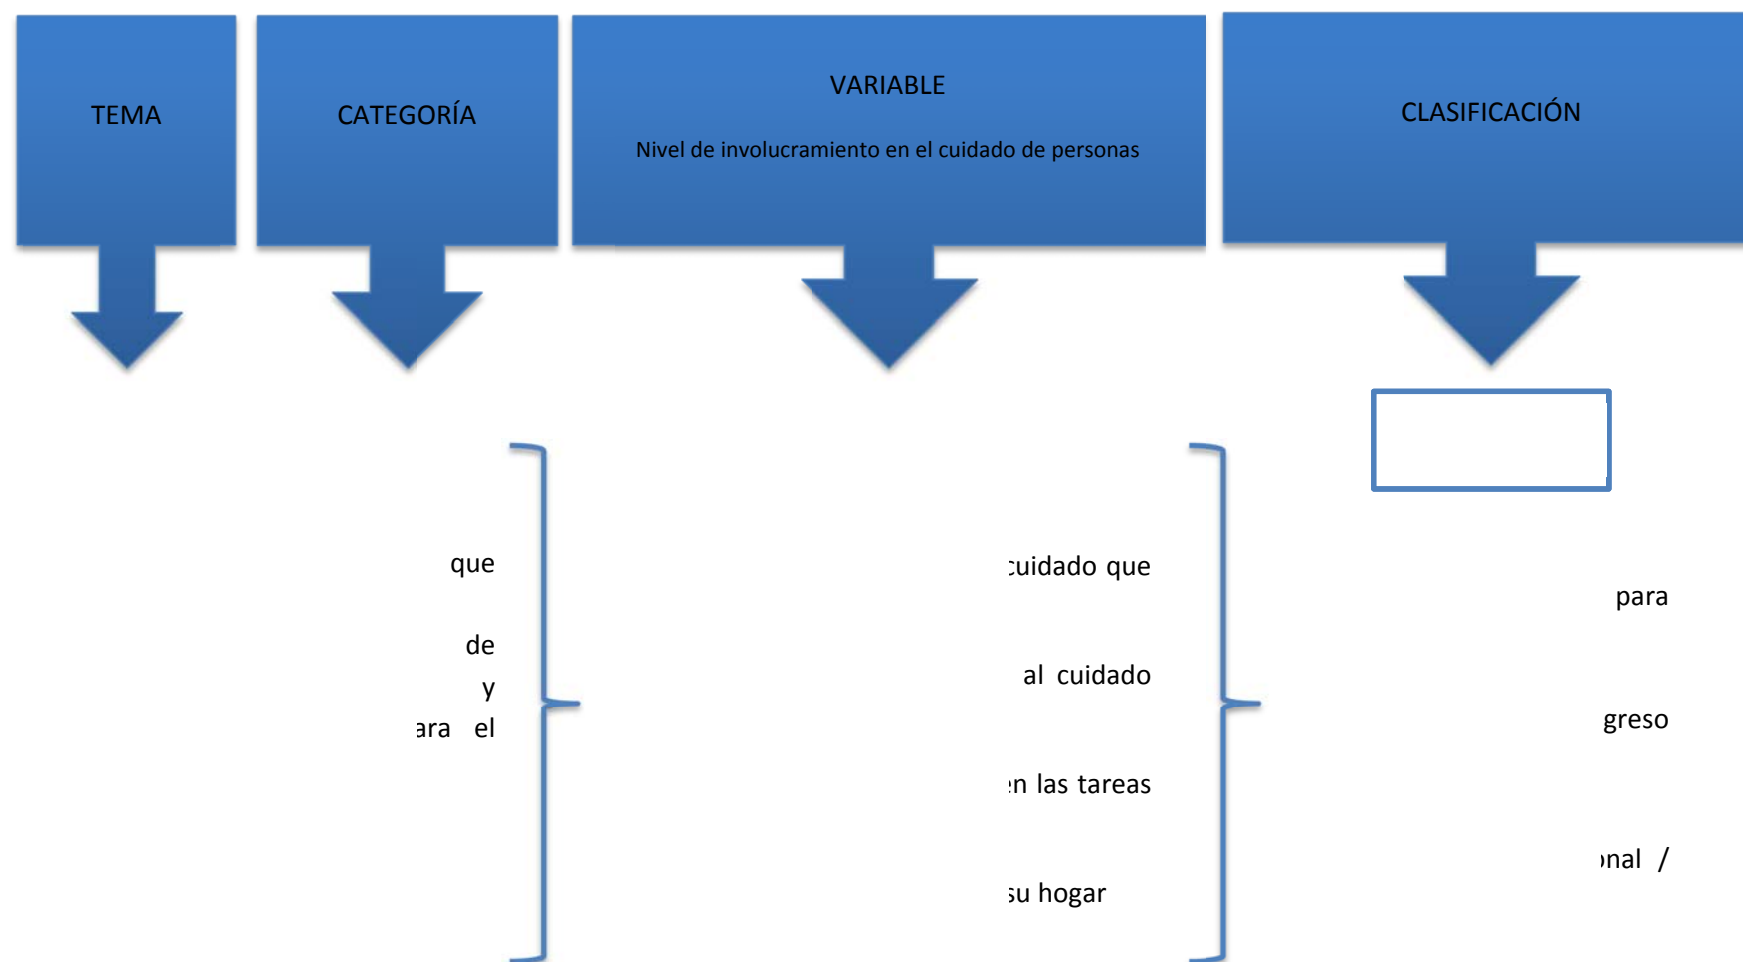 TEMA
CATEGORÍA
VARIABLE
Nivel de involucramiento en el cuidado de personas
CLASIFICACIÓN
que
de
y
el
cuidado que
al cuidado
las tareas
su hogar
para
/